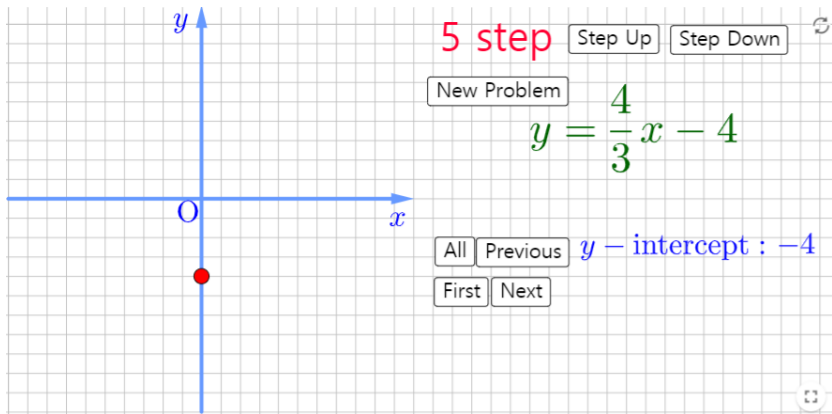 y
5 step
Step Up
Step Down
New Problem
y = 4/3 x − 4
O
x
All
Previous
y − intercept : −4
First
Next